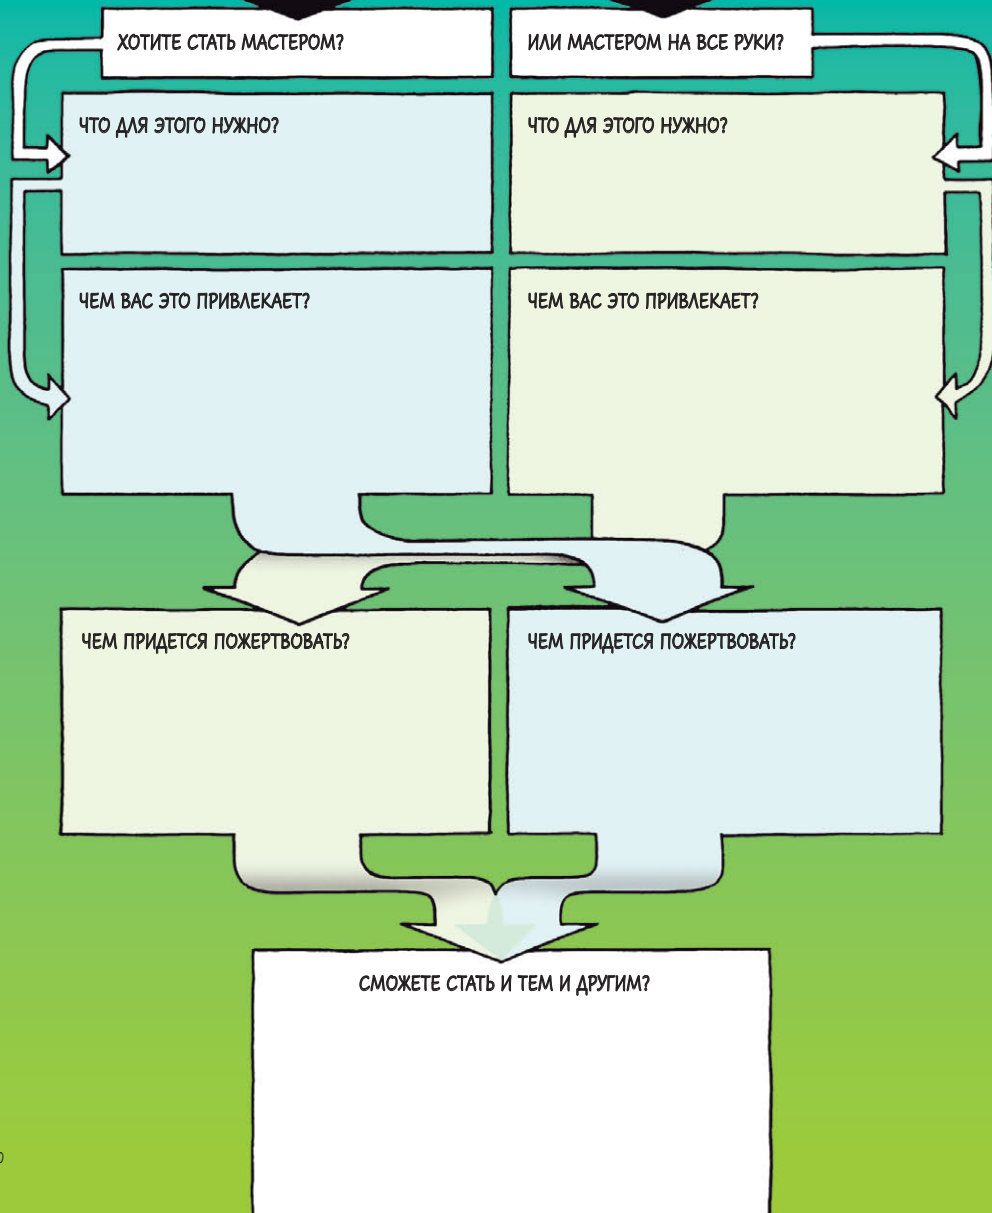 ХОТИТЕ СТАТЬ МАСТЕРОМ?
ИЛИ МАСТЕРОМ НА ВСЕ РУКИ?
ЧТО ДЛЯ ЭТОГО НУЖНО?
ЧТО ДЛЯ ЭТОГО НУЖНО?
ЧЕМ ВАС ЭТО ПРИВЛЕКАЕТ?
ЧЕМ ВАС ЭТО ПРИВЛЕКАЕТ?
ЧЕМ ПРИДЕТСЯ ПОЖЕРТВОВАТЬ?
ЧЕМ ПРИДЕТСЯ ПОЖЕРТВОВАТЬ?
СМОЖЕТЕ СТАТЬ И ТЕМ И ДРУГИМ?